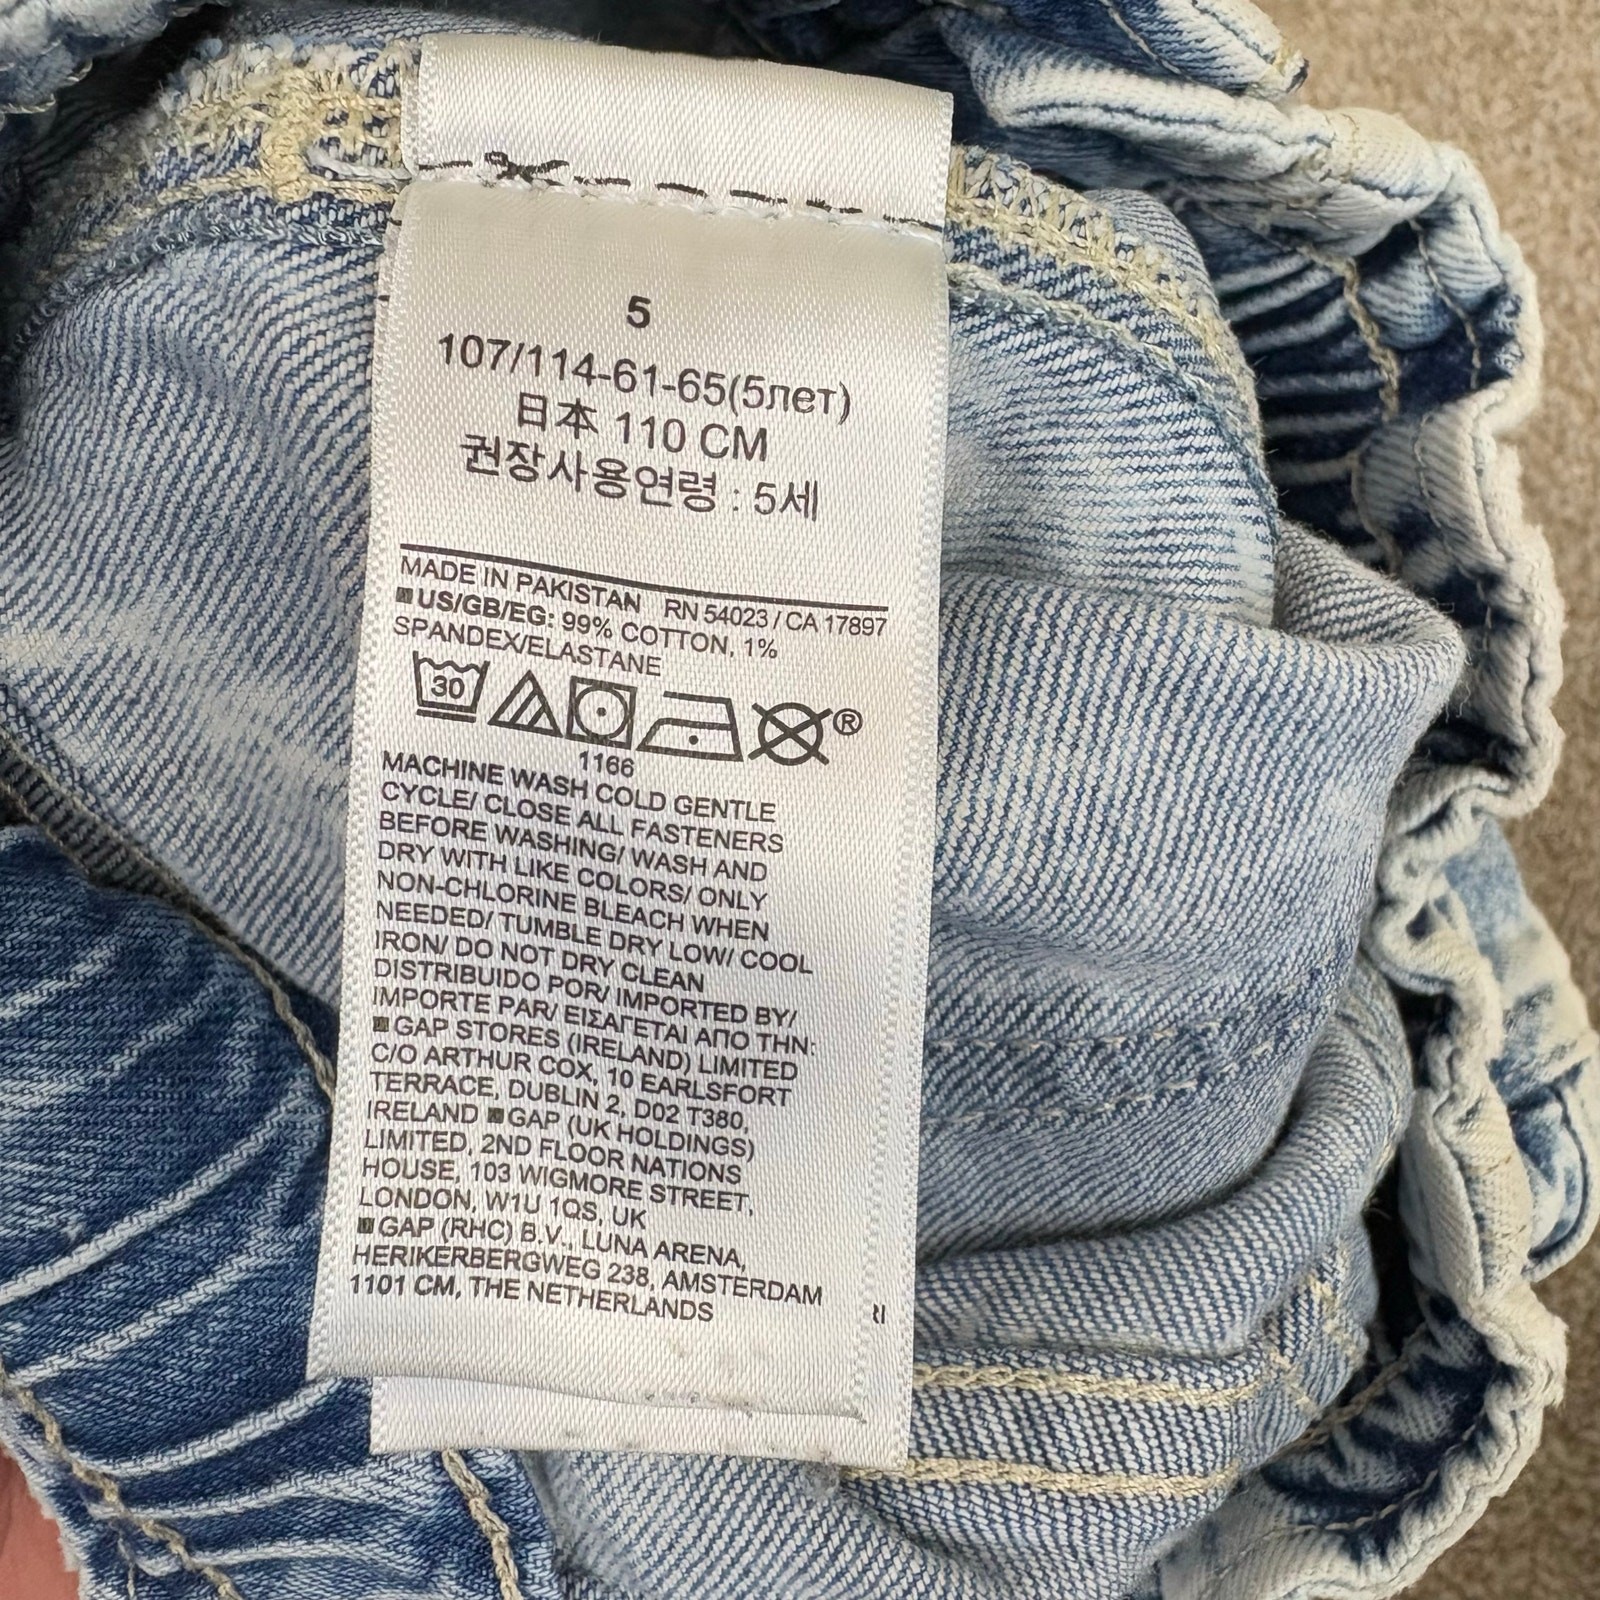 5
107/114-61-65(5лет)
日本 110 CM
권장사용연령 : 5세
MADE IN PAKISTAN RN 54023 / CA 17897
US/GB/EG: 99% COTTON, 1%
SPANDEX/ELASTANE
30
®
1166
MACHINE WASH COLD GENTLE
CYCLE/ CLOSE ALL FASTENERS
BEFORE WASHING/ WASH AND
DRY WITH LIKE COLORS/ ONLY
NON-CHLORINE BLEACH WHEN
NEEDED/ TUMBLE DRY LOW/ COOL
IRON/ DO NOT DRY CLEAN
DISTRIBUIDO POR/ IMPORTED BY/
IMPORTE PAR/ ΕΙΣΑΓΕΤΑΙ ΑΠΟ ΤΗΝ:
GAP STORES (IRELAND) LIMITED
C/O ARTHUR COX, 10 EARLSFORT
TERRACE, DUBLIN 2, D02 T380,
IRELAND GAP (UK HOLDINGS)
LIMITED, 2ND FLOOR NATIONS
HOUSE, 103 WIGMORE STREET,
LONDON, W1U 1QS, UK
GAP (RHC) B.V., LUNA ARENA,
HERIKERBERGWEG 238, AMSTERDAM
1101 CM, THE NETHERLANDS